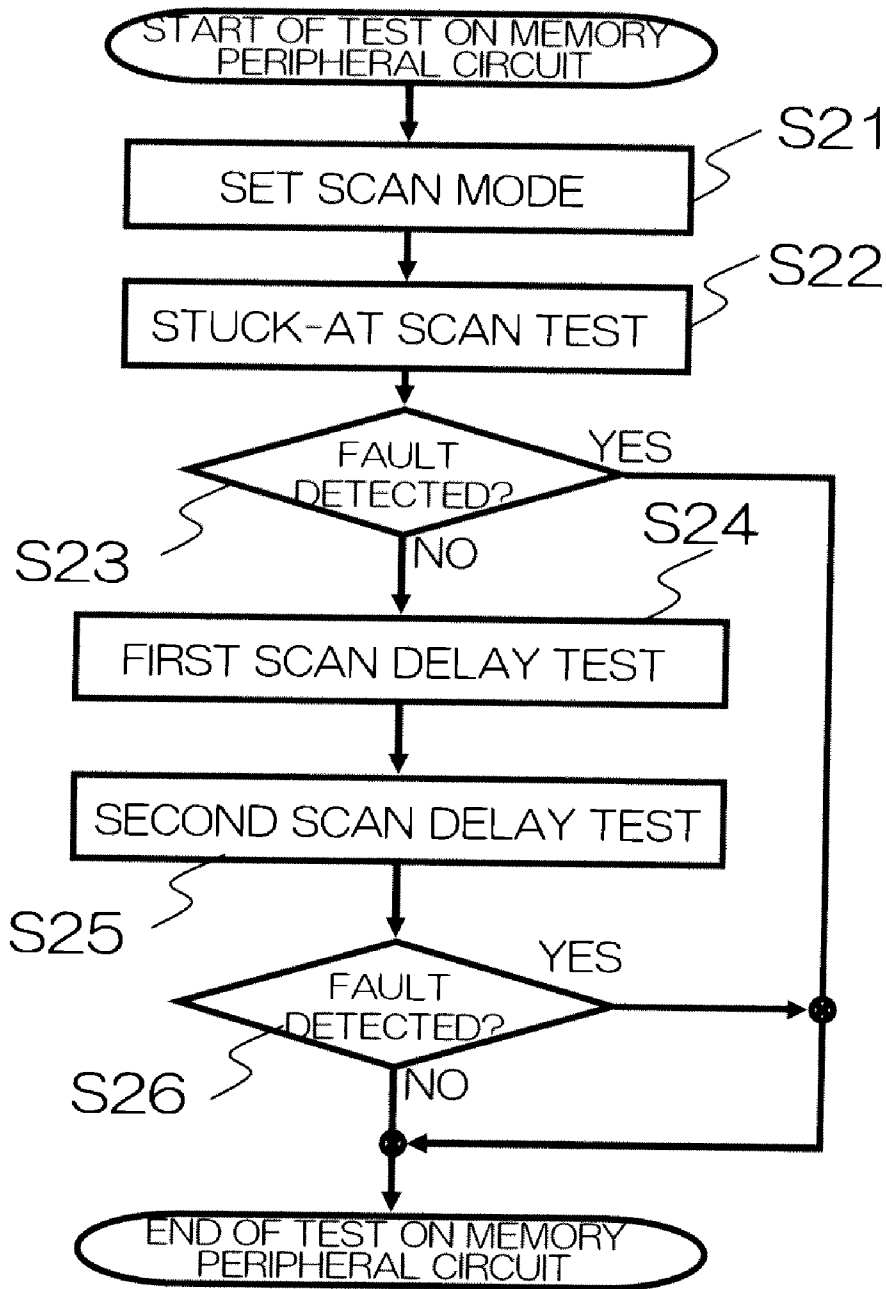 START OF TEST ON MEMORY
PERIPHERAL CIRCUIT
S21
SET SCAN MODE
S22
STUCK-AT SCAN TEST
YES
FAULT
DETECTED?
S23
NO
S24
FIRST SCAN DELAY TEST
SECOND SCAN DELAY TEST
S25
YES
FAULT
DETECTED?
S26
NO
END OF TEST ON MEMORY
PERIPHERAL CIRCUIT